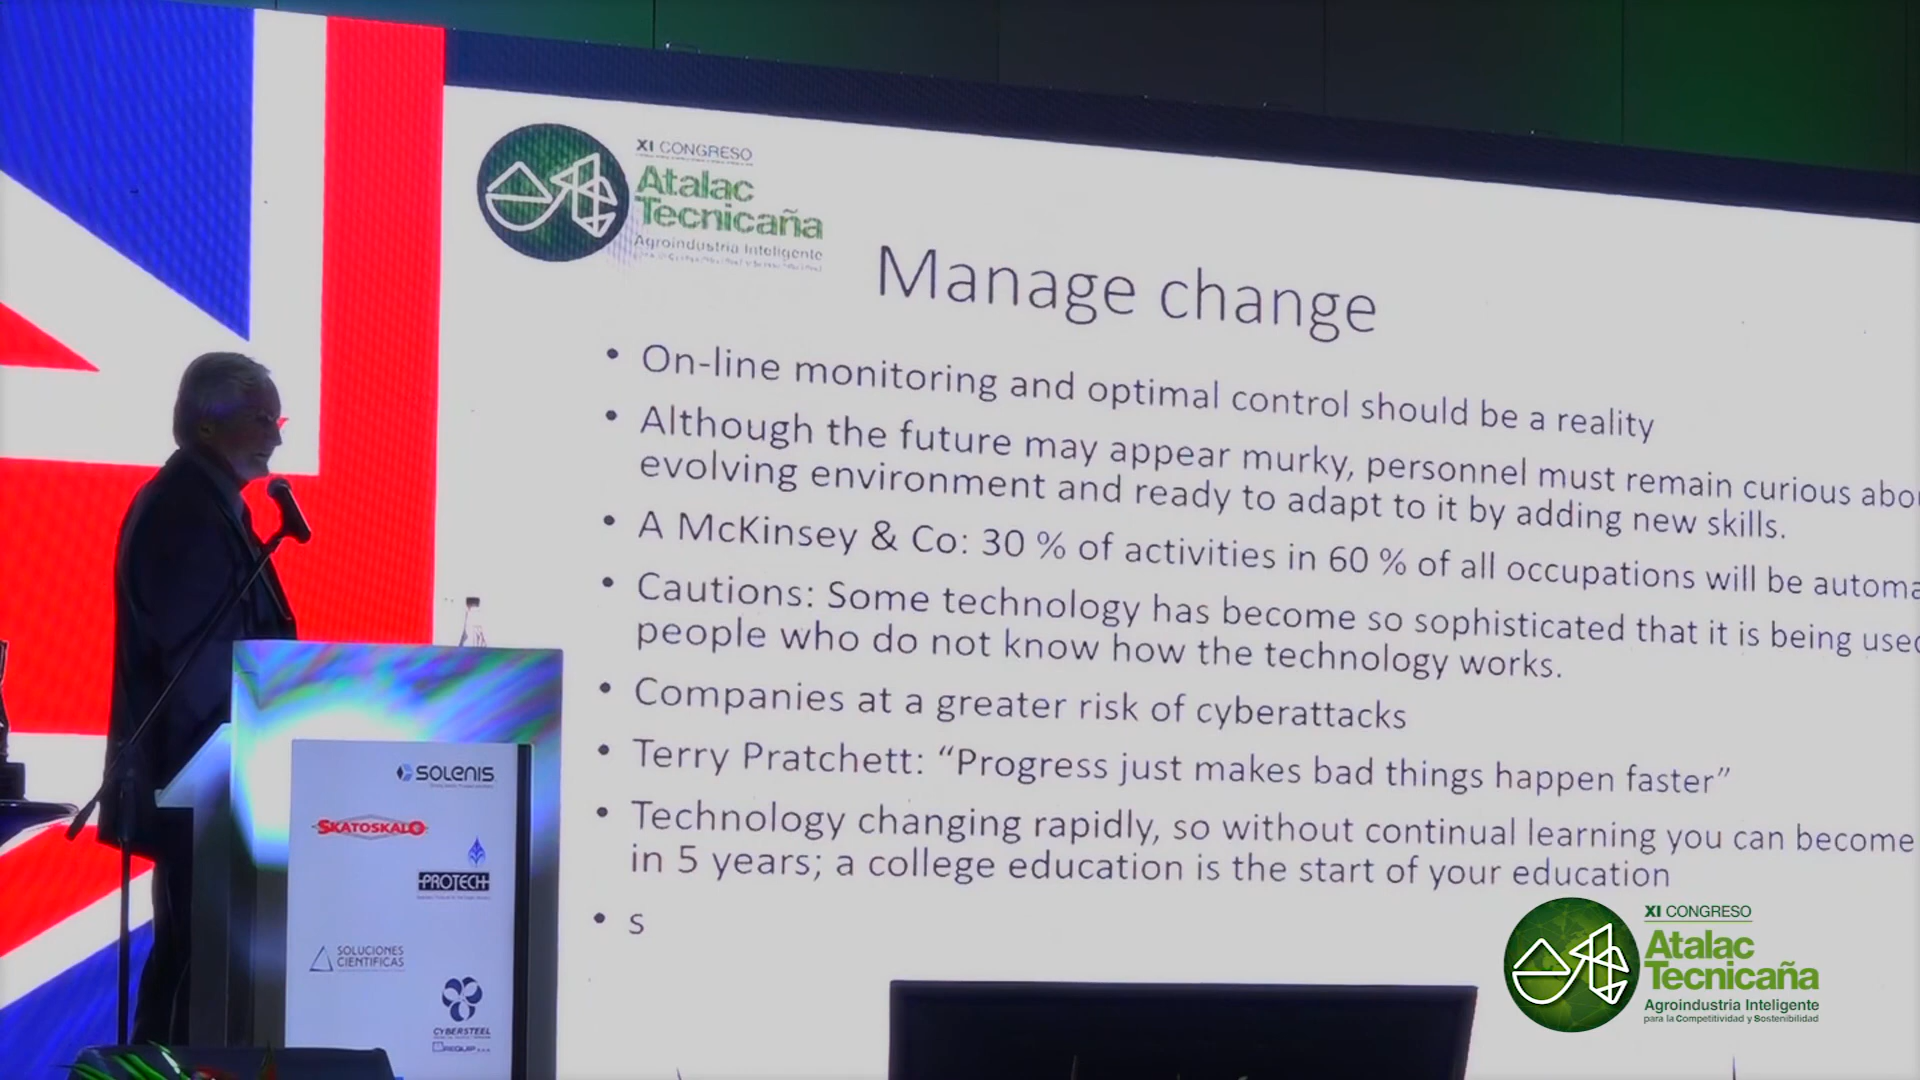 XI CONGRESO
Atalac
Tecnicaña
Agroindustria Inteligente
Manage change
• On-line monitoring and optimal control should be a reality
• Although the future may appear murky, personnel must remain curious
evolving environment and ready to adapt to it by adding new skills.
• A McKinsey & Co: 30 % of activities in 60 % of all occupations will be
• Cautions: Some technology has become so sophisticated that it is being
people who do not know how the technology works.
• Companies at a greater risk of cyberattacks
• Terry Pratchett: “Progress just makes bad things happen faster”
• Technology changing rapidly, so without continual learning you can become
in 5 years; a college education is the start of your education
• s
SOLENIS
SKATOSKALO
PROTECH
SOLUCIONES
CIENTIFICAS
CYBERSTEEL
XI CONGRESO
Atalac
Tecnicaña
Agroindustria Inteligente
para la Competitividad y Sostenibilidad